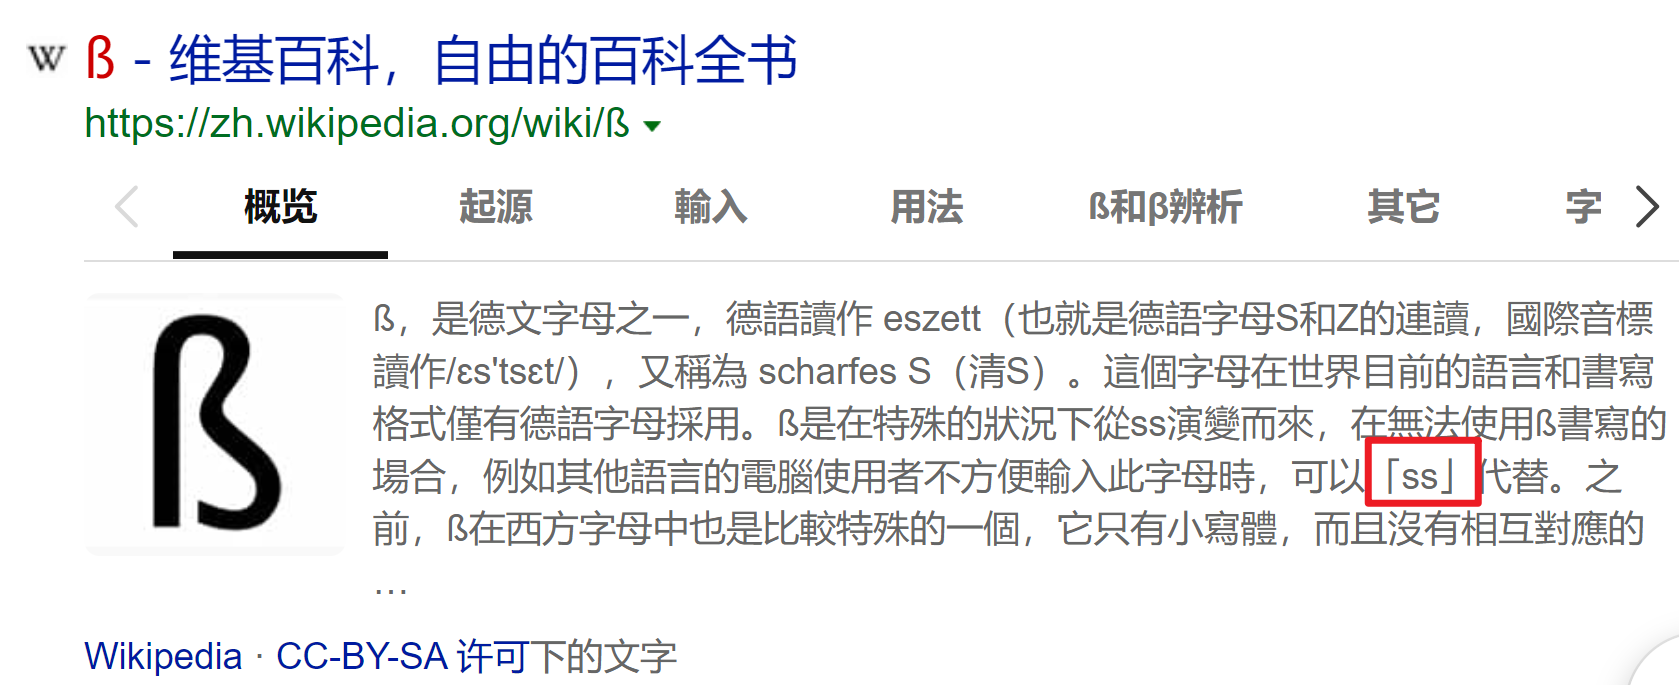 W ß - 维基百科，自由的百科全书
https://zh.wikipedia.org/wiki/ß
概览 起源 輸入 用法 ß和β辨析 其它 字
ß
ß，是德文字母之一，德語讀作 eszett（也就是德語字母S和Z的連讀，國際音標
讀作/ɛs'tsɛt/），又稱為 scharfes S（清S）。這個字母在世界目前的語言和書寫
格式僅有德語字母採用。ß是在特殊的狀況下從ss演變而來，在無法使用ß書寫的
場合，例如其他語言的電腦使用者不方便輸入此字母時，可以「ss」代替。之
前，ß在西方字母中也是比較特殊的一個，它只有小寫體，而且沒有相互對應的
…
Wikipedia · CC-BY-SA 许可下的文字